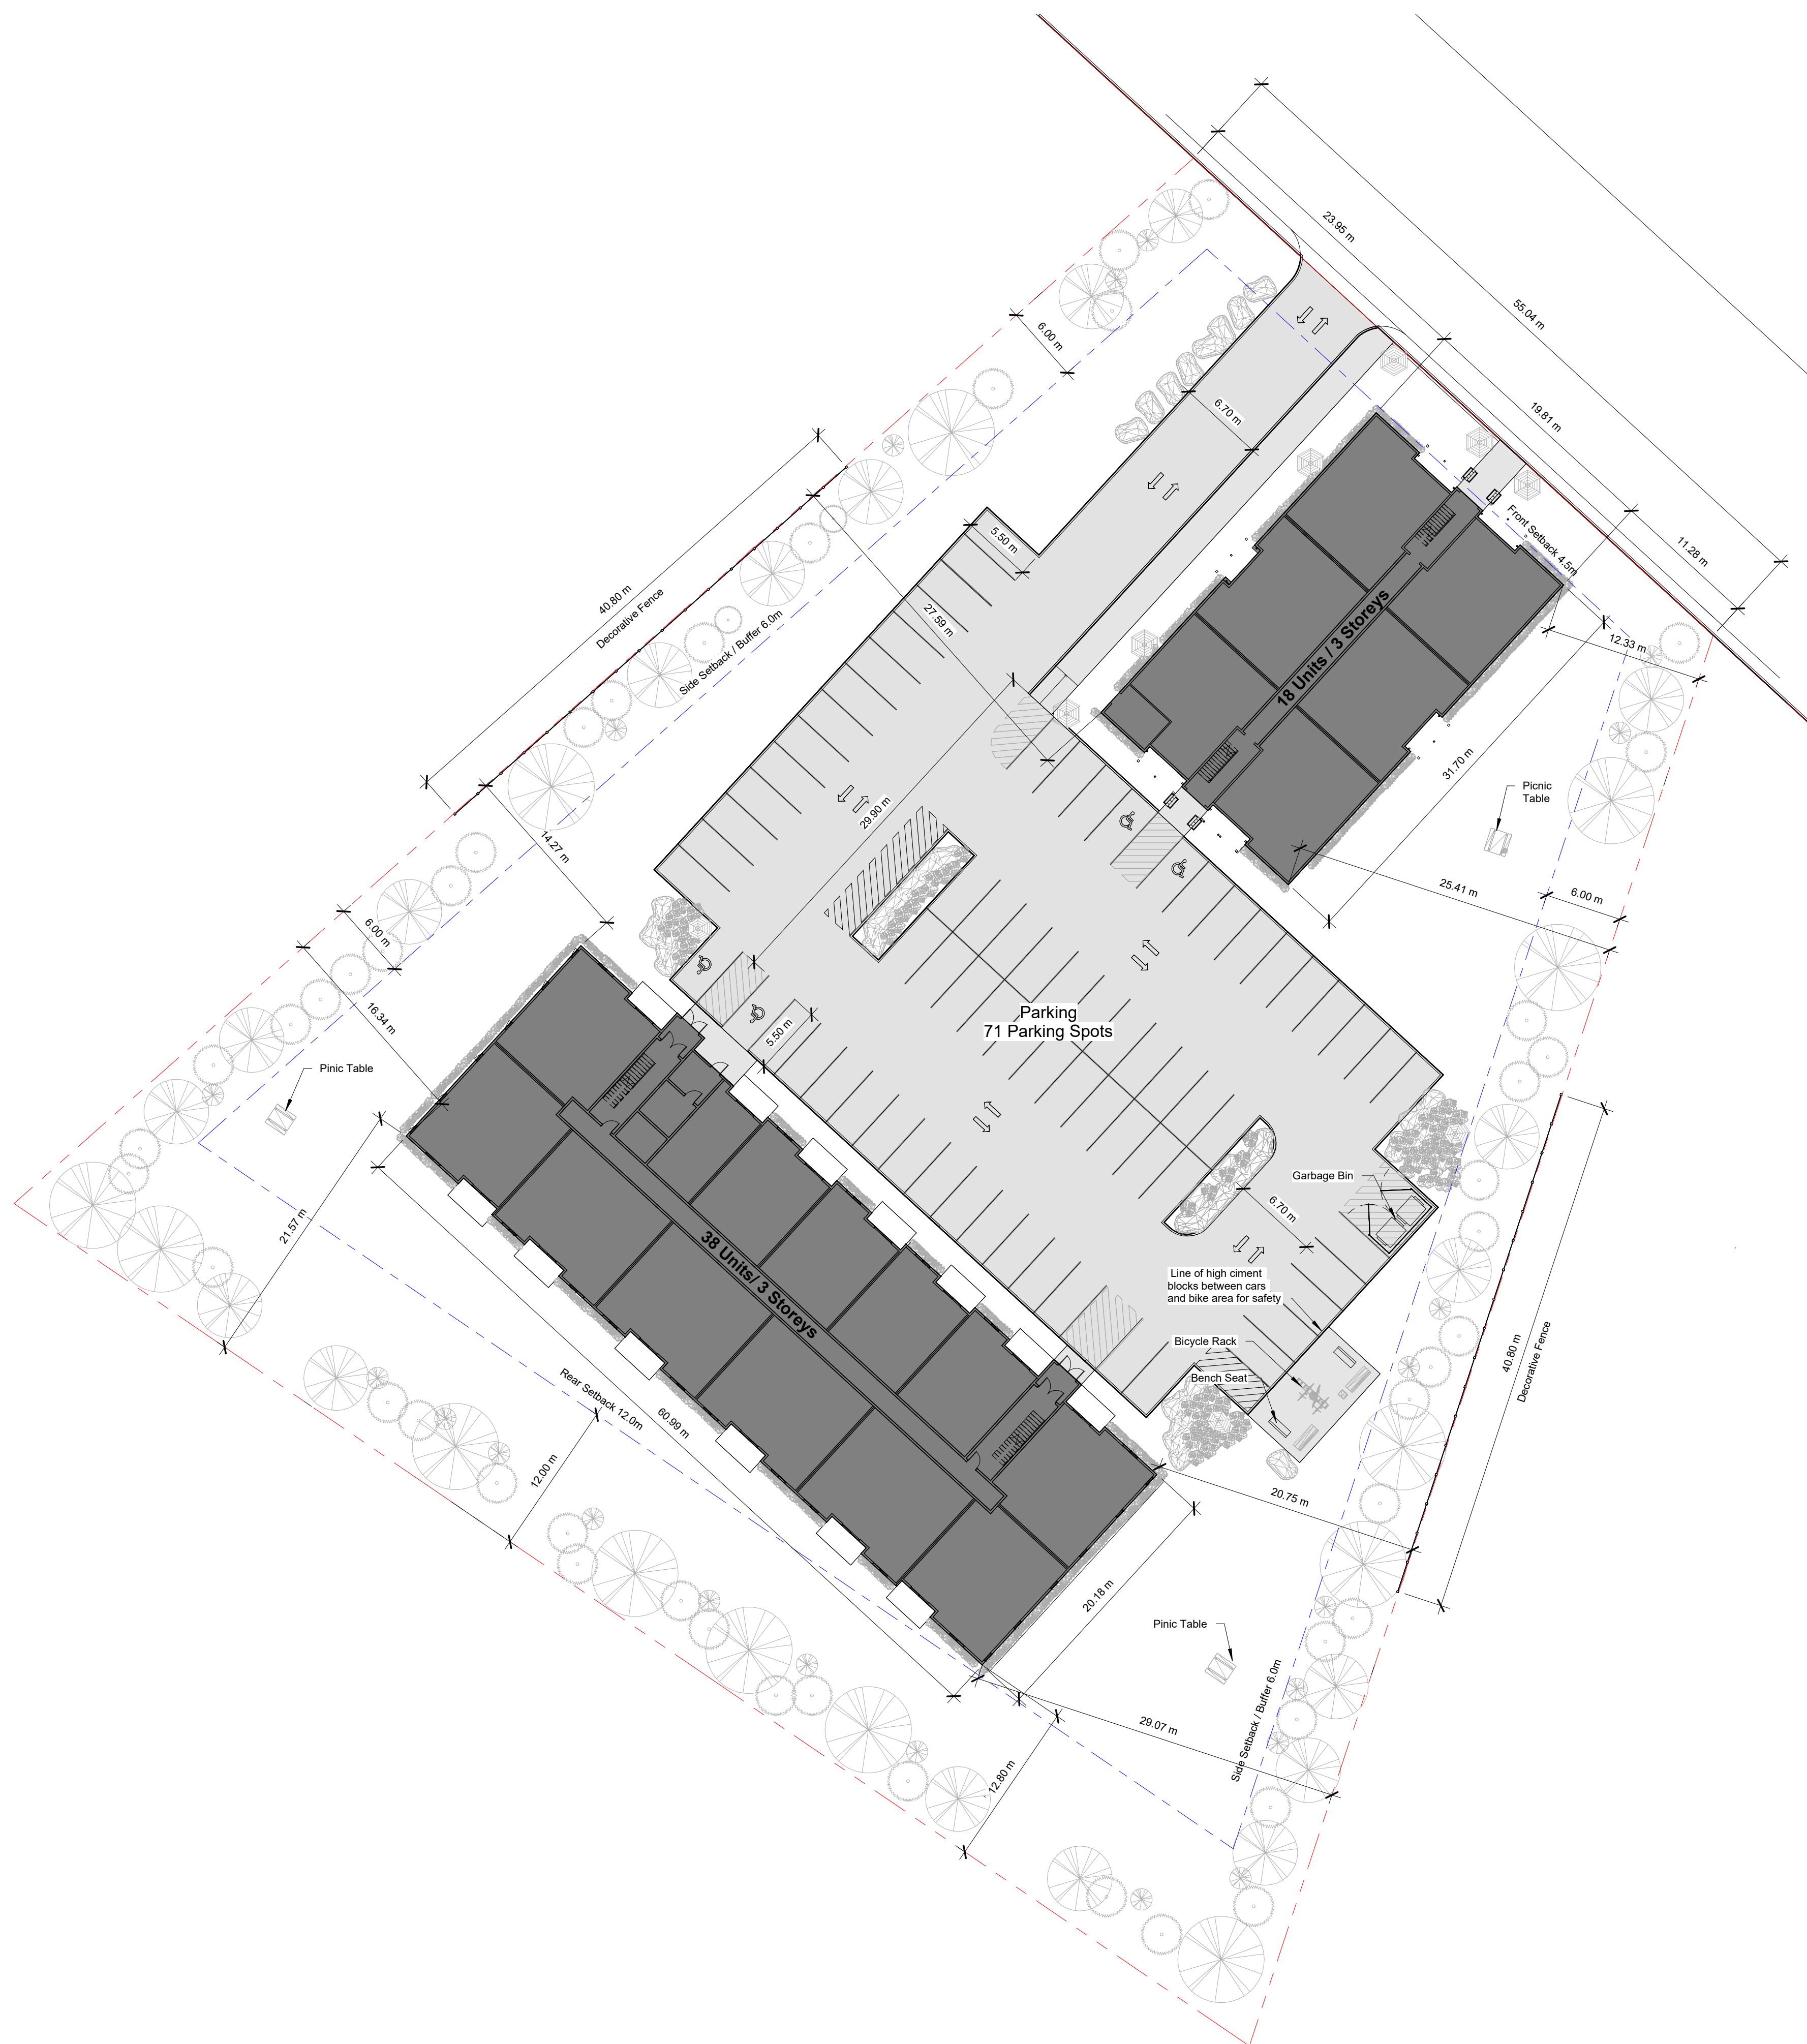 23.95 m
55.04 m
6.00 m
6.70 m
19.81 m
Front Setback 4.5m
11.28 m
5.50 m
40.80 m
Decorative Fence
27.59 m
Side Setback / Buffer 6.0m
18 Units / 3 Storeys
12.33 m
31.70 m
Picnic
Table
29.90 m
14.27 m
25.41 m
6.00 m
6.00 m
16.34 m
Parking
71 Parking Spots
5.50 m
Pinic Table
Garbage Bin
21.57 m
6.70 m
38 Units/ 3 Storeys
Line of high ciment
blocks between cars
and bike area for safety
Bicycle Rack
Bench Seat
40.80 m
Decorative Fence
Rear Setback 12.0m
60.99 m
12.00 m
20.75 m
20.18 m
Pinic Table
Side Setback / Buffer 6.0m
29.07 m
12.80 m